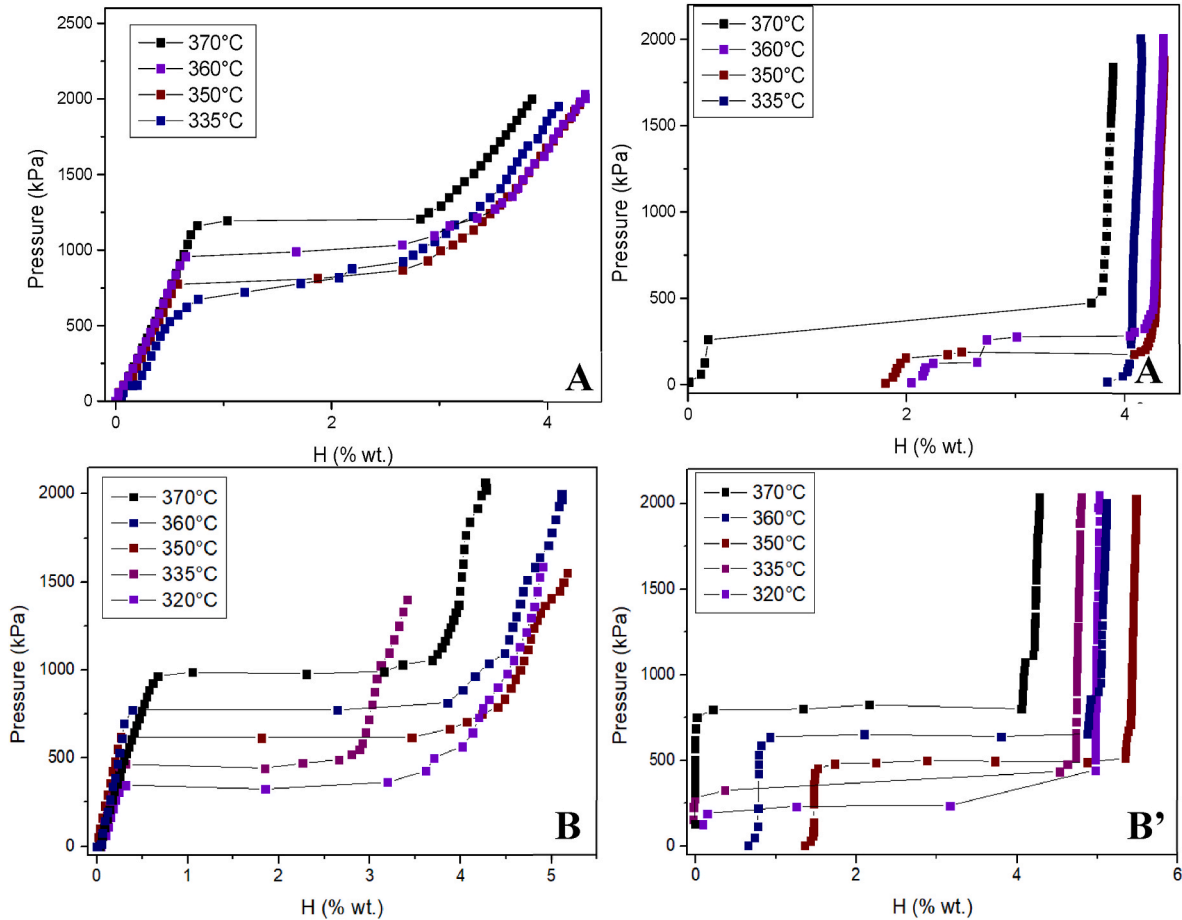 2500
2000
1500
1000
500
0
Pressure (kPa)
370°C
360°C
350°C
335°C
A
0
1
2
3
4
H (% wt.)
2000
1500
1000
500
0
Pressure (kPa)
370°C
360°C
350°C
335°C
A
0
2
4
H (% wt.)
2000
1500
1000
500
0
Pressure (kPa)
370°C
360°C
350°C
335°C
320°C
B
0
1
2
3
4
5
H (% wt.)
2000
1500
1000
500
0
Pressure (kPa)
370°C
360°C
350°C
335°C
320°C
B’
0
2
4
6
H (% wt.)